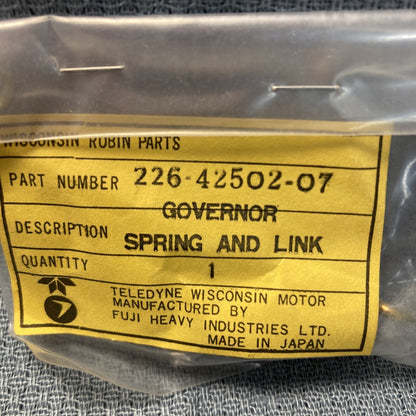 WISCONSIN ROBIN PARTS
PART NUMBER 226-42502-07
GOVERNOR
DESCRIPTION SPRING AND LINK
QUANTITY 1
TELEDYNE WISCONSIN MOTOR
MANUFACTURED BY
FUJI HEAVY INDUSTRIES LTD.
MADE IN JAPAN